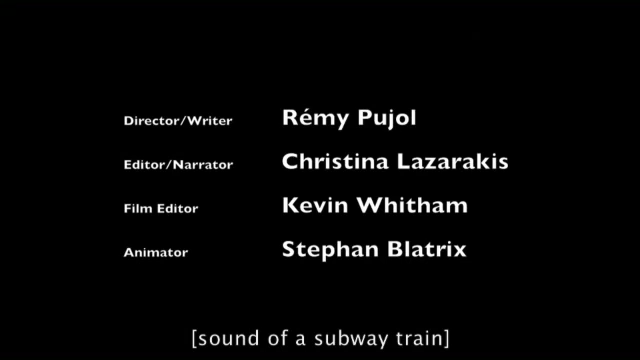 Director/Writer Rémy Pujol
Editor/Narrator Christina Lazarakis
Film Editor Kevin Whitham
Animator Stephan Blatrix
[sound of a subway train]